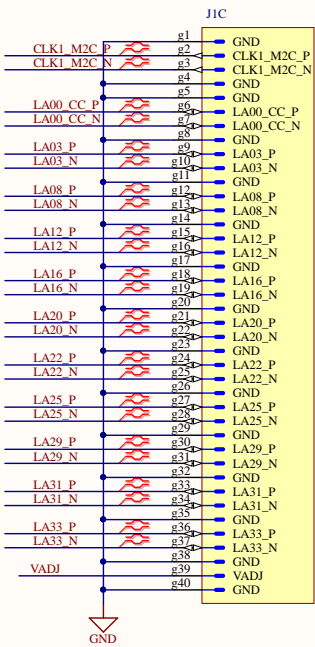 J1C
g1 GND
CLK1_M2C_P g2 CLK1_M2C_P
CLK1_M2C_N g3 CLK1_M2C_N
g4 GND
g5 GND
LA00_CC_P g6 LA00_CC_P
LA00_CC_N g7 LA00_CC_N
g8 GND
LA03_P g9 LA03_P
LA03_N g10 LA03_N
g11 GND
LA08_P g12 LA08_P
LA08_N g13 LA08_N
g14 GND
LA12_P g15 LA12_P
LA12_N g16 LA12_N
g17 GND
LA16_P g18 LA16_P
LA16_N g19 LA16_N
g20 GND
LA20_P g21 LA20_P
LA20_N g22 LA20_N
g23 GND
LA22_P g24 LA22_P
LA22_N g25 LA22_N
g26 GND
LA25_P g27 LA25_P
LA25_N g28 LA25_N
g29 GND
LA29_P g30 LA29_P
LA29_N g31 LA29_N
g32 GND
LA31_P g33 LA31_P
LA31_N g34 LA31_N
g35 GND
LA33_P g36 LA33_P
LA33_N g37 LA33_N
g38 GND
VADJ g39 VADJ
g40 GND
GND